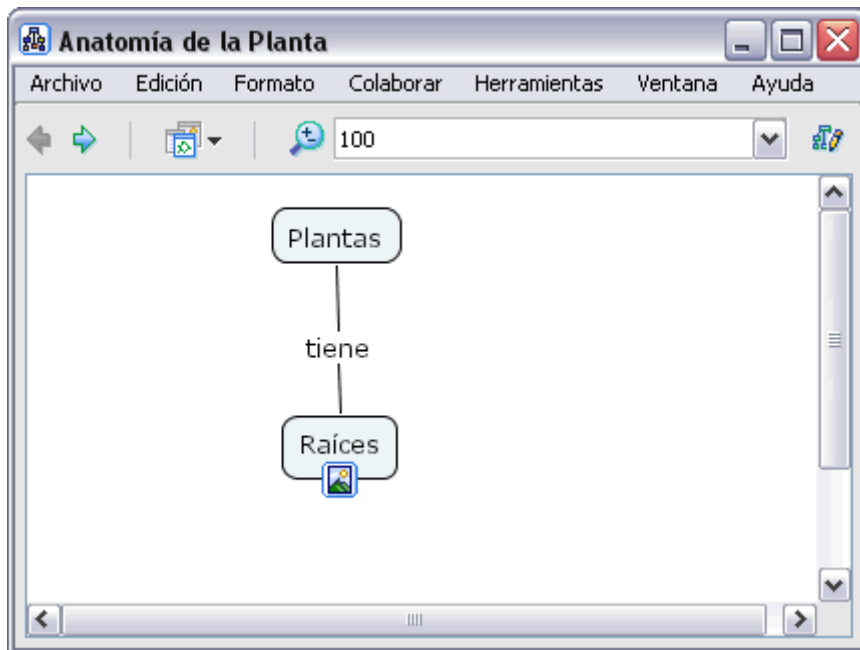 Anatomía de la Planta
Archivo Edición Formato Colaborar Herramientas Ventana Ayuda
100
Plantas
tiene
Raíces